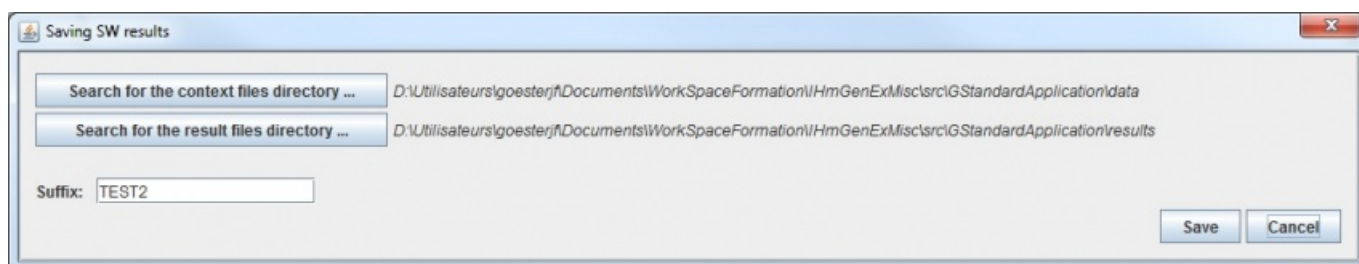 Saving SW results
Search for the context files directory ... D:\Utilisateurs\goesterjf\Documents\WorkSpaceFormation\IHmGenExMisc\src\GStandardApplication\data
Search for the result files directory ... D:\Utilisateurs\goesterjf\Documents\WorkSpaceFormation\IHmGenExMisc\src\GStandardApplication\results
Suffix: TEST2
Save Cancel